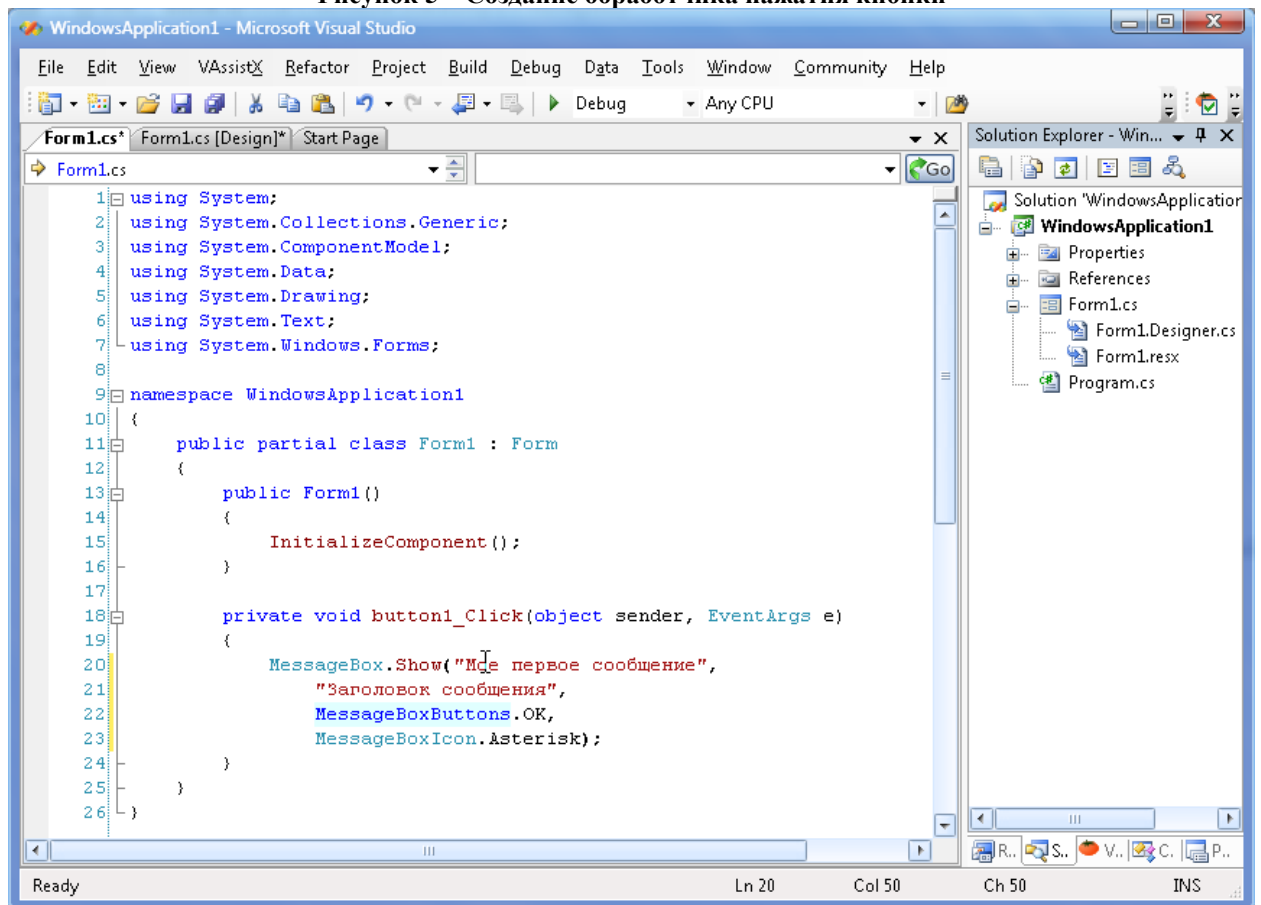 Рисунок 3 – Создание обработчика нажатия кнопки
WindowsApplication1 - Microsoft Visual Studio
File Edit View VAssistX Refactor Project Build Debug Data Tools Window Community Help
Debug Any CPU
Form1.cs* Form1.cs [Design]* Start Page
Form1.cs
Go
1 using System;
2 using System.Collections.Generic;
3 using System.ComponentModel;
4 using System.Data;
5 using System.Drawing;
6 using System.Text;
7 using System.Windows.Forms;
8
9 namespace WindowsApplication1
10 {
11 public partial class Form1 : Form
12 {
13 public Form1()
14 {
15 InitializeComponent();
16 }
17
18 private void button1_Click(object sender, EventArgs e)
19 {
20 MessageBox.Show("Мое первое сообщение",
21 "Заголовок сообщения",
22 MessageBoxButtons.OK,
23 MessageBoxIcon.Asterisk);
24 }
25 }
26 }
Solution Explorer - Win...
Solution 'WindowsApplication
WindowsApplication1
Properties
References
Form1.cs
Form1.Designer.cs
Form1.resx
Program.cs
R.. S.. V.. C. P..
Ready Ln 20 Col 50 Ch 50 INS